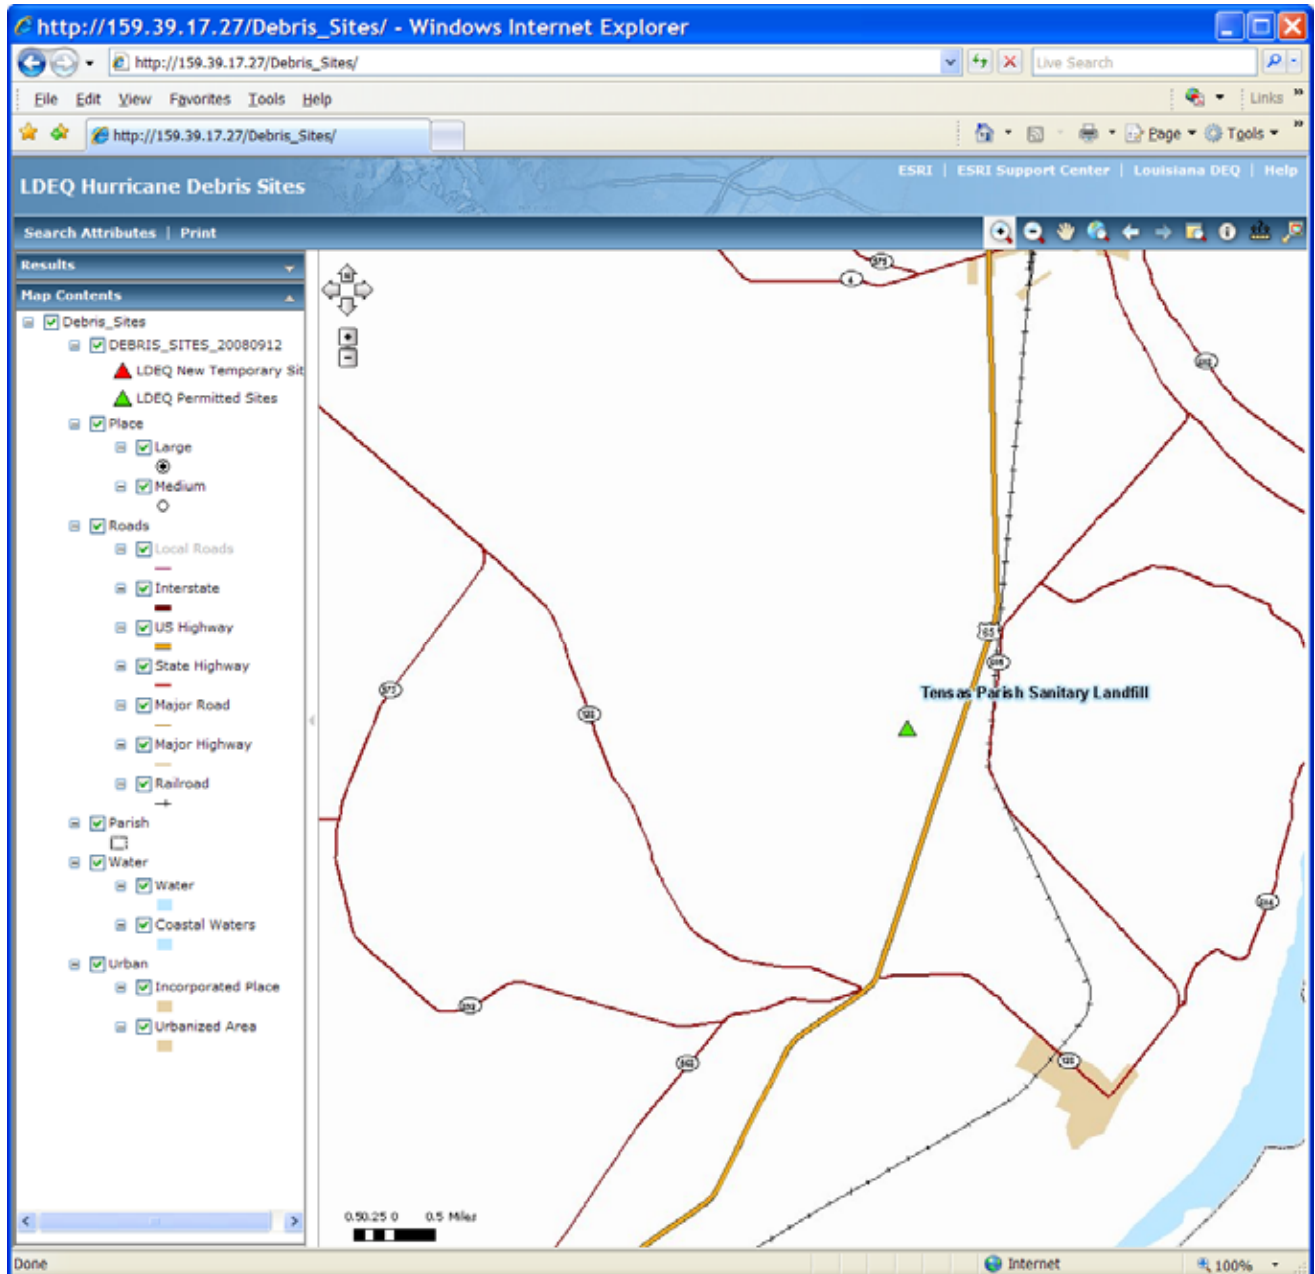 http://159.39.17.27/Debris_Sites/ - Windows Internet Explorer
http://159.39.17.27/Debris_Sites/
Live Search
File Edit View Favorites Tools Help
Links
http://159.39.17.27/Debris_Sites/
Page Tools
ESRI | ESRI Support Center | Louisiana DEQ | Help
LDEQ Hurricane Debris Sites
Search Attributes | Print
Results
Map Contents
Debris_Sites
DEBRIS_SITES_20080912
LDEQ New Temporary Sit
LDEQ Permitted Sites
Place
Large
Medium
Roads
Local Roads
Interstate
US Highway
State Highway
Major Road
Major Highway
Railroad
Parish
Water
Water
Coastal Waters
Urban
Incorporated Place
Urbanized Area
4
65
Tensas Parish Sanitary Landfill
0.50.25 0 0.5 Miles
Done
Internet
100%